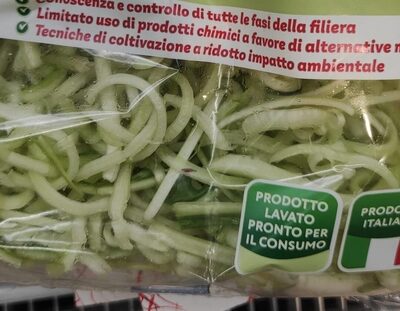 Conoscenza e controllo di tutte le fasi della filiera
Limitato uso di prodotti chimici a favore di alternative
Tecniche di coltivazione a ridotto impatto ambientale
PRODOTTO
LAVATO
PRONTO PER
IL CONSUMO
PRODO
ITALIA